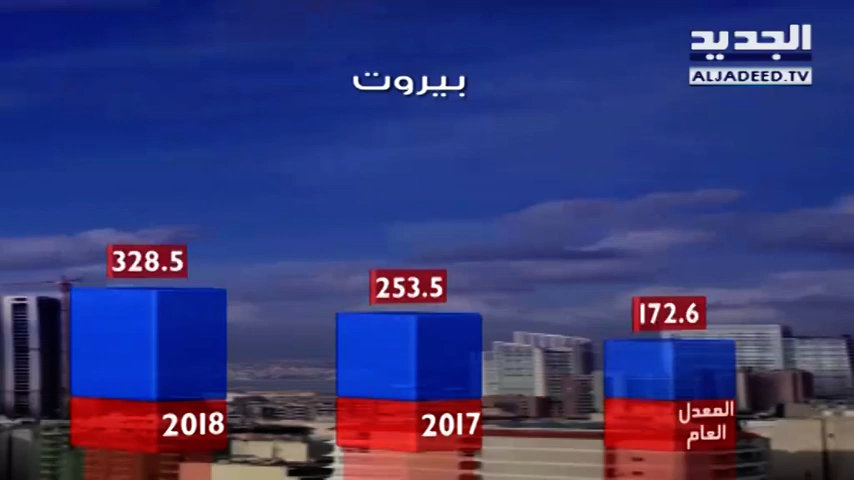 الجديد
ALJADEED.TV
بيروت
328.5
253.5
172.6
2018
2017
المعدل
العام